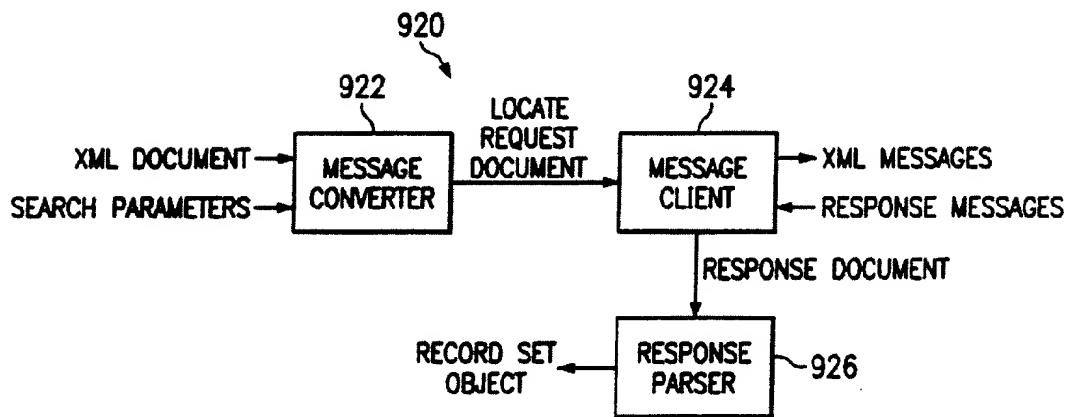 920
922
924
LOCATE
REQUEST
DOCUMENT
XML DOCUMENT
SEARCH PARAMETERS
MESSAGE
CONVERTER
MESSAGE
CLIENT
XML MESSAGES
RESPONSE MESSAGES
RESPONSE DOCUMENT
RECORD SET
OBJECT
RESPONSE
PARSER
926